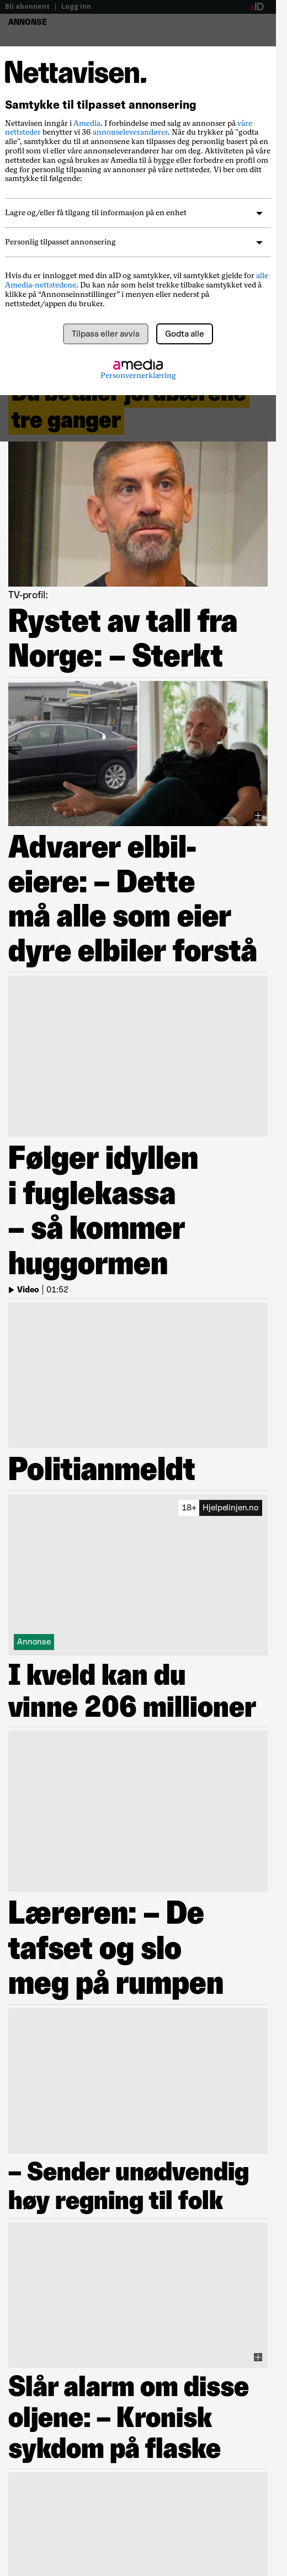 Bli abonnent | Logg inn
aID
ANNONSE
Nettavisen.
Samtykke til tilpasset annonsering
Nettavisen inngår i Amedia. I forbindelse med salg av annonser på våre
nettsteder benytter vi 36 annonseleverandører. Når du trykker på "godta
alle", samtykker du til at annonsene kan tilpasses deg personlig basert på en
profil som vi eller våre annonseleverandører har om deg. Aktiviteten på våre
nettsteder kan også brukes av Amedia til å bygge eller forbedre en profil om
deg for personlig tilpasning av annonser på våre nettsteder. Vi ber om ditt
samtykke til følgende:
Lagre og/eller få tilgang til informasjon på en enhet
Personlig tilpasset annonsering
Hvis du er innlogget med din aID og samtykker, vil samtykket gjelde for alle
Amedia-nettstedene. Du kan når som helst trekke tilbake samtykket ved å
klikke på “Annonseinnstillinger” i menyen eller nederst på
nettstedet/appen du bruker.
Tilpass eller avvis
Godta alle
amedia
Personvernerklæring
Du betaler jordbærene
tre ganger
TV-profil:
Rystet av tall fra
Norge: – Sterkt
Advarer elbil-
eiere: – Dette
må alle som eier
dyre elbiler forstå
Følger idyllen
i fuglekassa
– så kommer
huggormen
Video | 01:52
Politianmeldt
18+ Hjelpelinjen.no
Annonse
I kveld kan du
vinne 206 millioner
Læreren: – De
tafset og slo
meg på rumpen
– Sender unødvendig
høy regning til folk
Slår alarm om disse
oljene: – Kronisk
sykdom på flaske